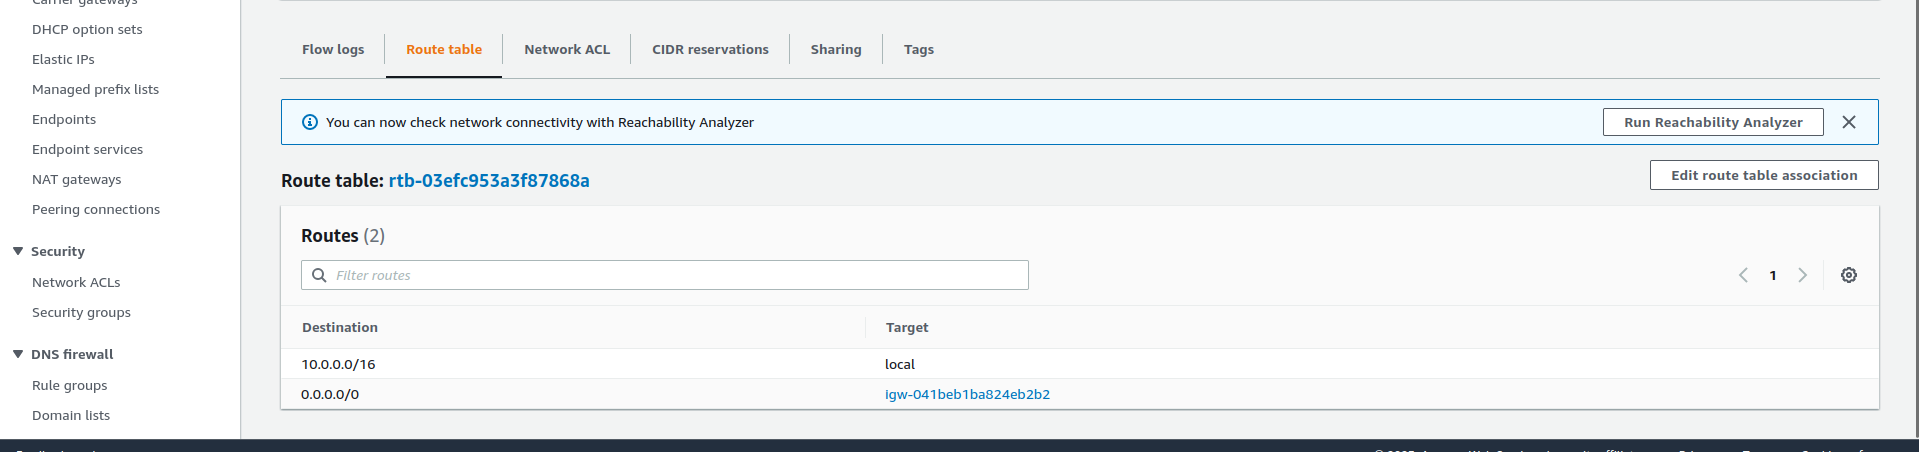 Carrier gateways
DHCP option sets
Elastic IPs
Managed prefix lists
Endpoints
Endpoint services
NAT gateways
Peering connections
Security
Network ACLs
Security groups
DNS firewall
Rule groups
Domain lists
Flow logs
Route table
Network ACL
CIDR reservations
Sharing
Tags
You can now check network connectivity with Reachability Analyzer
Run Reachability Analyzer
Route table: rtb-03efc953a3f87868a
Edit route table association
Routes (2)
Filter routes
1
Destination Target
10.0.0.0/16 local
0.0.0.0/0 igw-041beb1ba824eb2b2